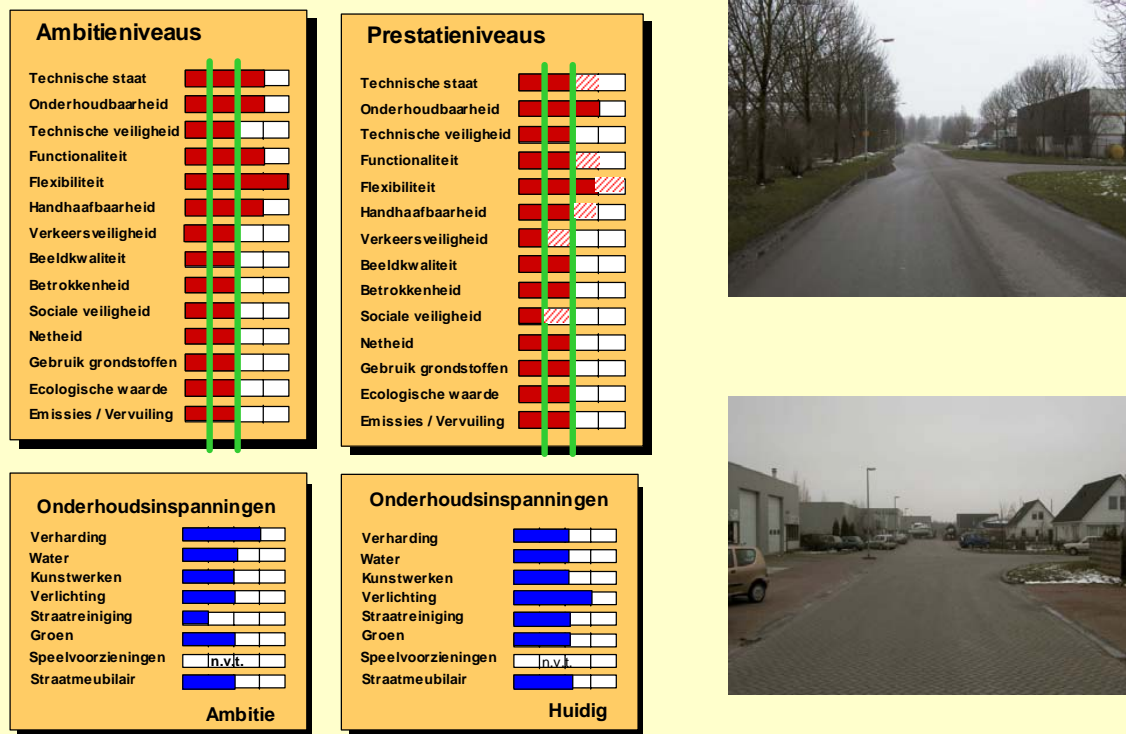 Ambitieniveaus
Technische staat
Onderhoudbaarheid
Technische veiligheid
Functionaliteit
Flexibiliteit
Handhaafbaarheid
Verkeersveiligheid
Beeldkwaliteit
Betrokkenheid
Sociale veiligheid
Netheid
Gebruik grondstoffen
Ecologische waarde
Emissies / Vervuiling
Prestatieniveaus
Technische staat
Onderhoudbaarheid
Technische veiligheid
Functionaliteit
Flexibiliteit
Handhaafbaarheid
Verkeersveiligheid
Beeldkwaliteit
Betrokkenheid
Sociale veiligheid
Netheid
Gebruik grondstoffen
Ecologische waarde
Emissies / Vervuiling
Onderhoudsinspanningen
Verharding
Water
Kunstwerken
Verlichting
Straatreiniging
Groen
Speelvoorzieningen n.v.t.
Straatmeubilair
Ambitie
Onderhoudsinspanningen
Verharding
Water
Kunstwerken
Verlichting
Straatreiniging
Groen
Speelvoorzieningen n.v.t.
Straatmeubilair
Huidig